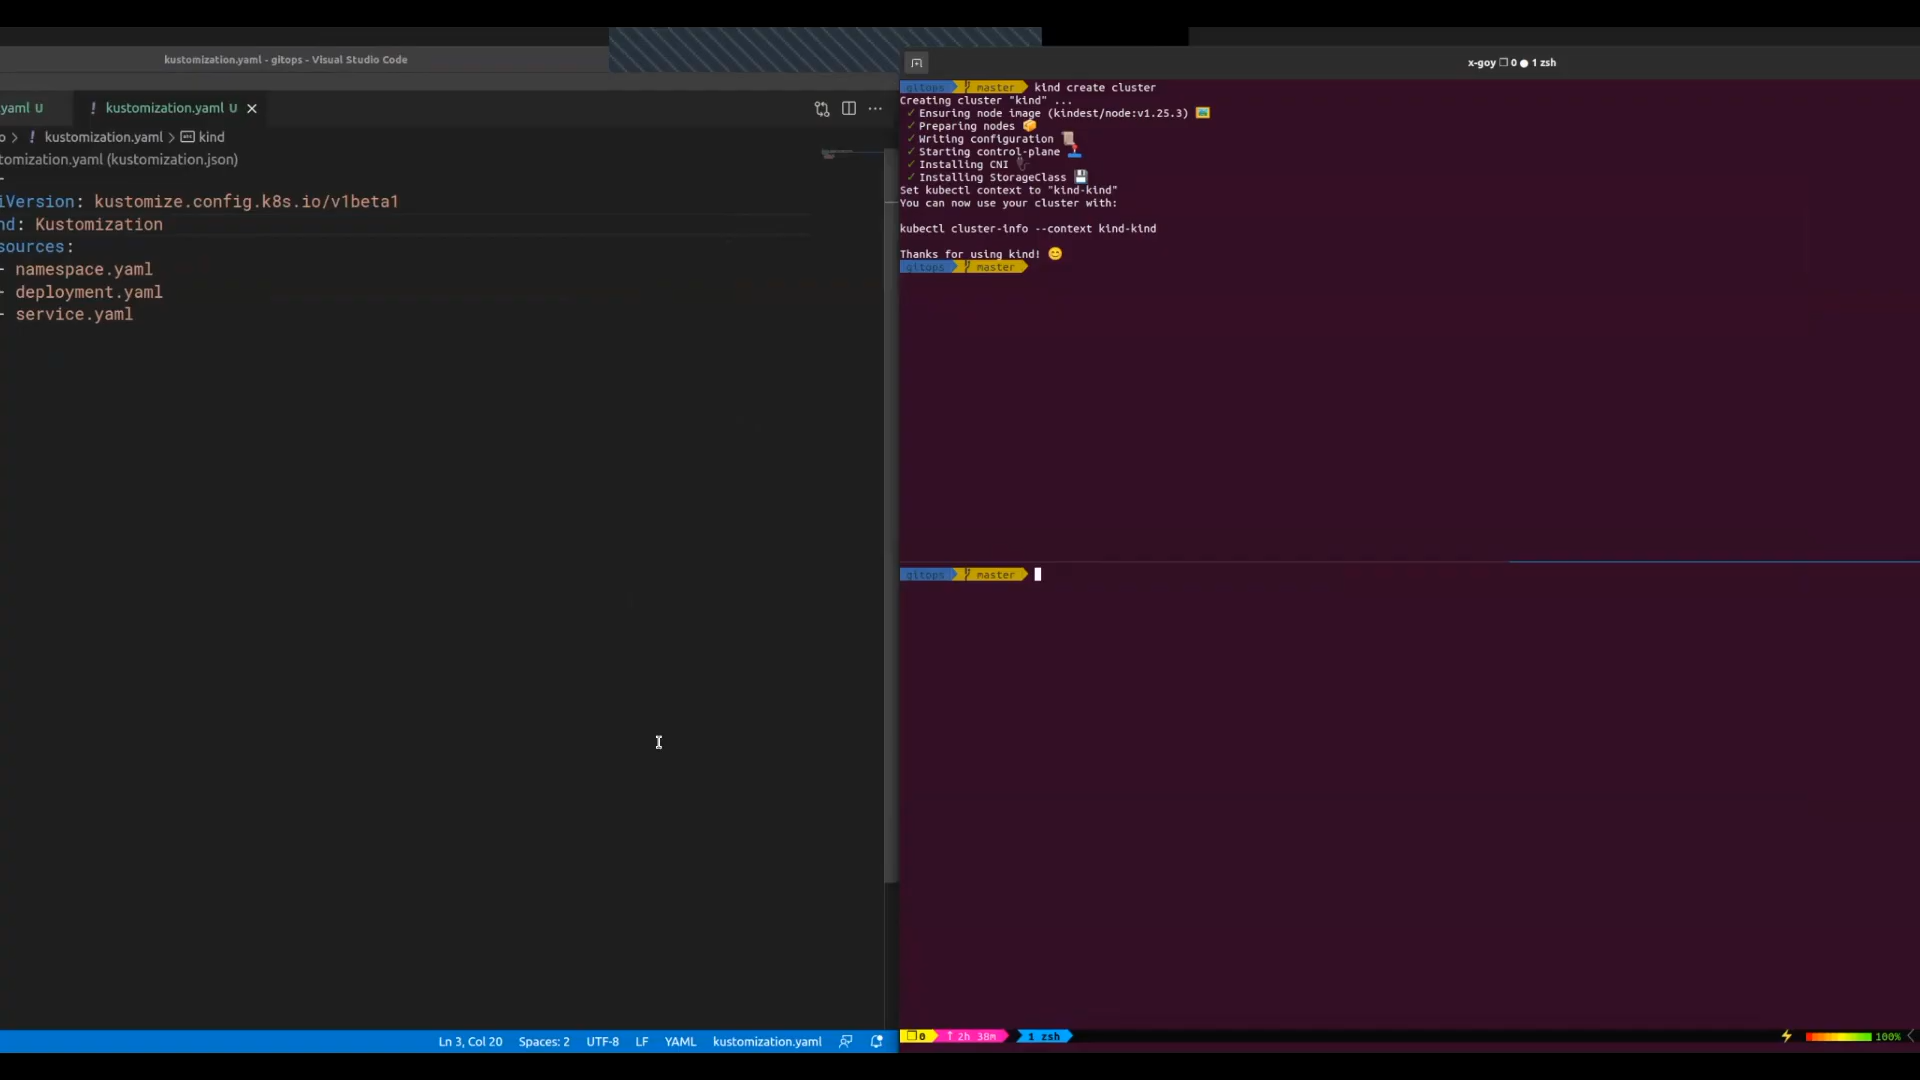 kustomization.yaml - gitops - Visual Studio Code
yaml U
! kustomization.yaml U
o > ! kustomization.yaml > kind
tomization.yaml (kustomization.json)
-
iVersion: kustomize.config.k8s.io/v1beta1
nd: Kustomization
sources:
- namespace.yaml
- deployment.yaml
- service.yaml
Ln 3, Col 20 Spaces: 2 UTF-8 LF YAML kustomization.yaml
x-goy ❐ 0 ● 1 zsh
gitops master kind create cluster
Creating cluster "kind" ...
✓ Ensuring node image (kindest/node:v1.25.3) 🖼
✓ Preparing nodes 📦
✓ Writing configuration 📜
✓ Starting control-plane 🕹️
✓ Installing CNI 🔌
✓ Installing StorageClass 💾
Set kubectl context to "kind-kind"
You can now use your cluster with:
kubectl cluster-info --context kind-kind
Thanks for using kind! 😊
gitops master
gitops master
❐ 0 ↑ 2h 38m 1 zsh ⚡ 100%